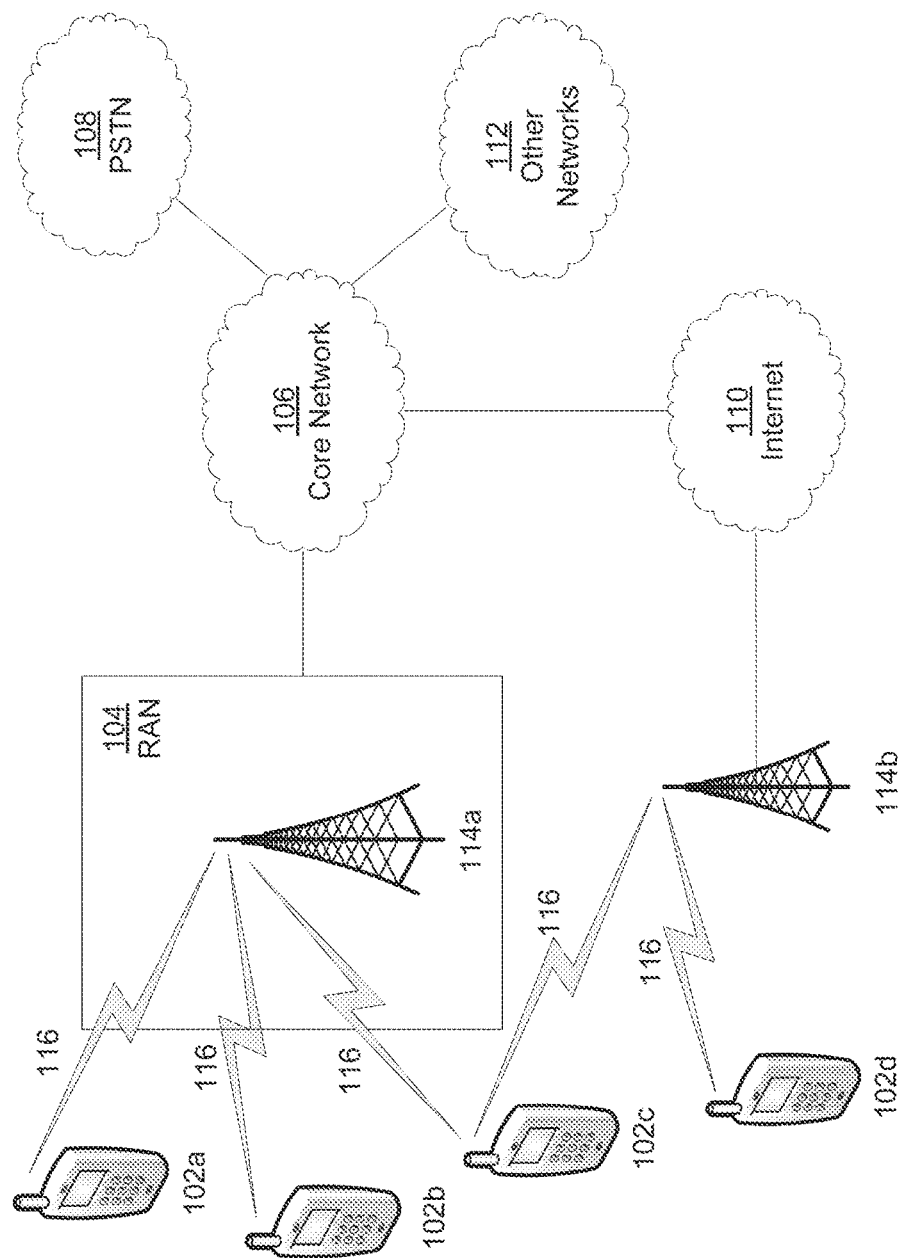 108
PSTN
112
Other
Networks
106
Core Network
110
Internet
104
RAN
114a
114b
116
116
116
116
116
102a
102b
102c
102d